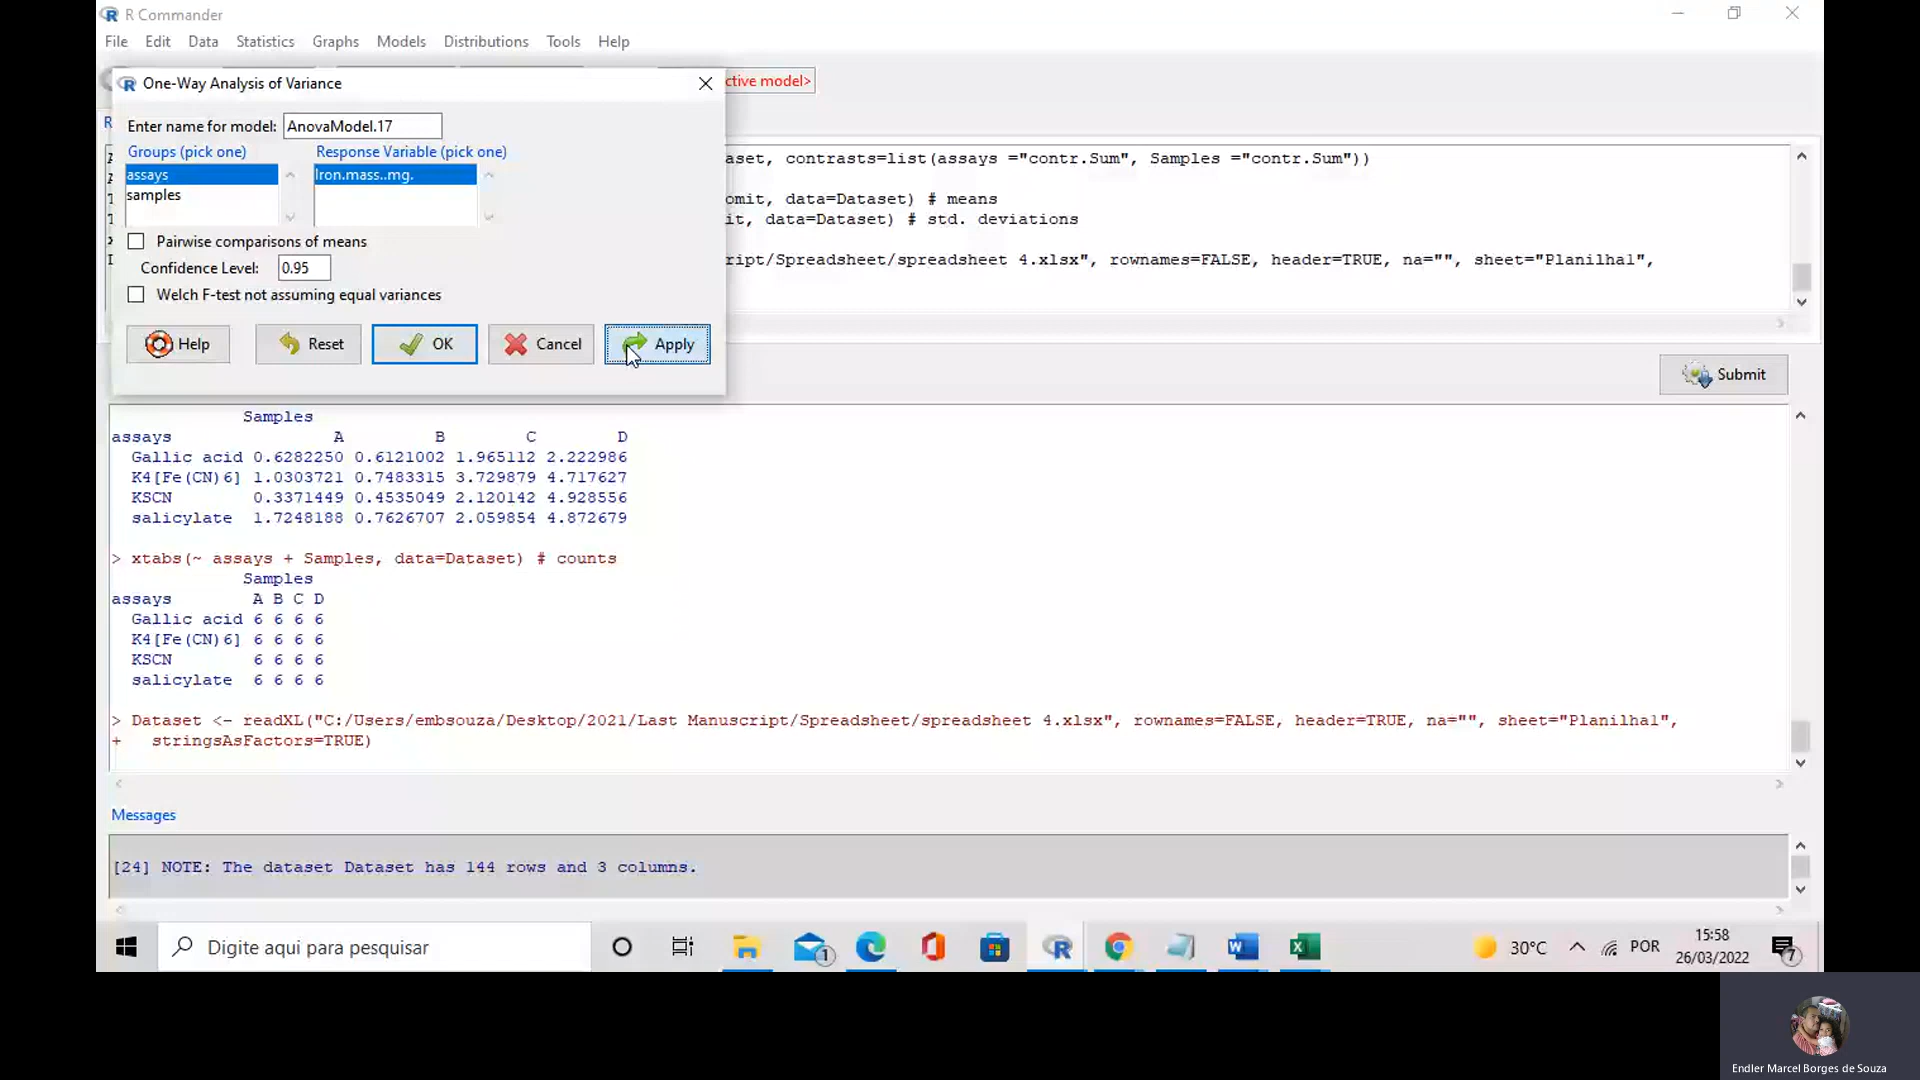 R Commander
File Edit Data Statistics Graphs Models Distributions Tools Help
One-Way Analysis of Variance
ctive model>
Enter name for model: AnovaModel.17
Groups (pick one) Response Variable (pick one)
assays Iron.mass..mg.
samples
Pairwise comparisons of means
Confidence Level: 0.95
Welch F-test not assuming equal variances
Help Reset OK Cancel Apply
aset, contrasts=list(assays ="contr.Sum", Samples ="contr.Sum"))
omit, data=Dataset) # means
it, data=Dataset) # std. deviations
ript/Spreadsheet/spreadsheet 4.xlsx", rownames=FALSE, header=TRUE, na="", sheet="Planilha1",
Submit
Samples
assays A B C D
Gallic acid 0.6282250 0.6121002 1.965112 2.222986
K4[Fe(CN)6] 1.0303721 0.7483315 3.729879 4.717627
KSCN 0.3371449 0.4535049 2.120142 4.928556
salicylate 1.7248188 0.7626707 2.059854 4.872679
> xtabs(~ assays + Samples, data=Dataset) # counts
Samples
assays A B C D
Gallic acid 6 6 6 6
K4[Fe(CN)6] 6 6 6 6
KSCN 6 6 6 6
salicylate 6 6 6 6
> Dataset <- readXL("C:/Users/embsouza/Desktop/2021/Last Manuscript/Spreadsheet/spreadsheet 4.xlsx", rownames=FALSE, header=TRUE, na="", sheet="Planilha1",
+ stringsAsFactors=TRUE)
Messages
[24] NOTE: The dataset Dataset has 144 rows and 3 columns.
Digite aqui para pesquisar
1
30°C
POR
15:58
26/03/2022
7
Endler Marcel Borges de Souza